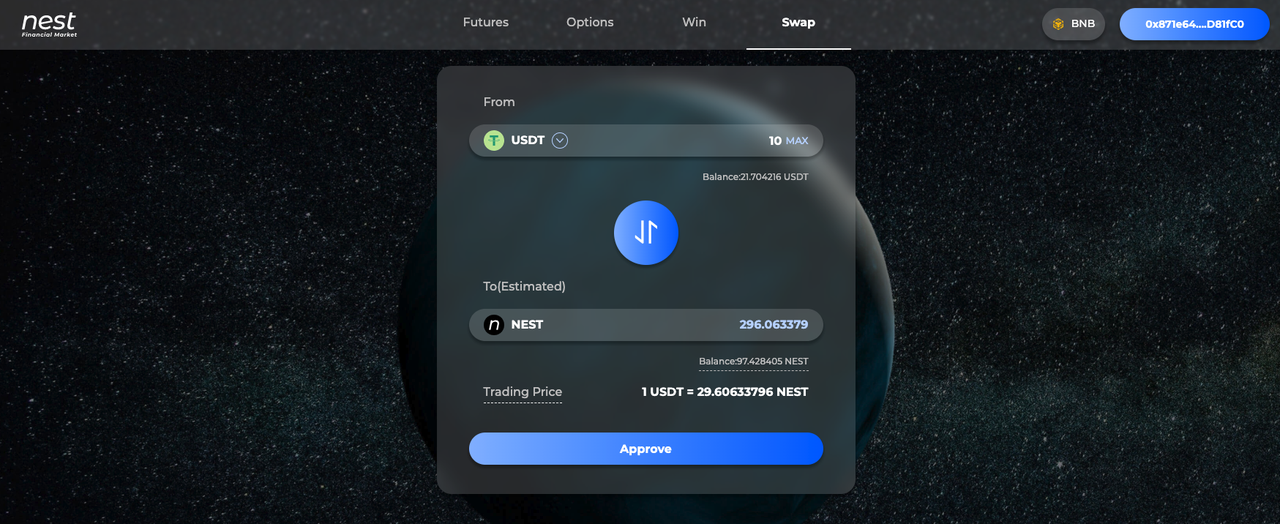 nest
Financial Market
Futures Options Win Swap
BNB 0x871e64....D81fC0
From
USDT 10 MAX
Balance:21.704216 USDT
To(Estimated)
n NEST 296.063379
Balance:97.428405 NEST
Trading Price 1 USDT = 29.60633796 NEST
Approve